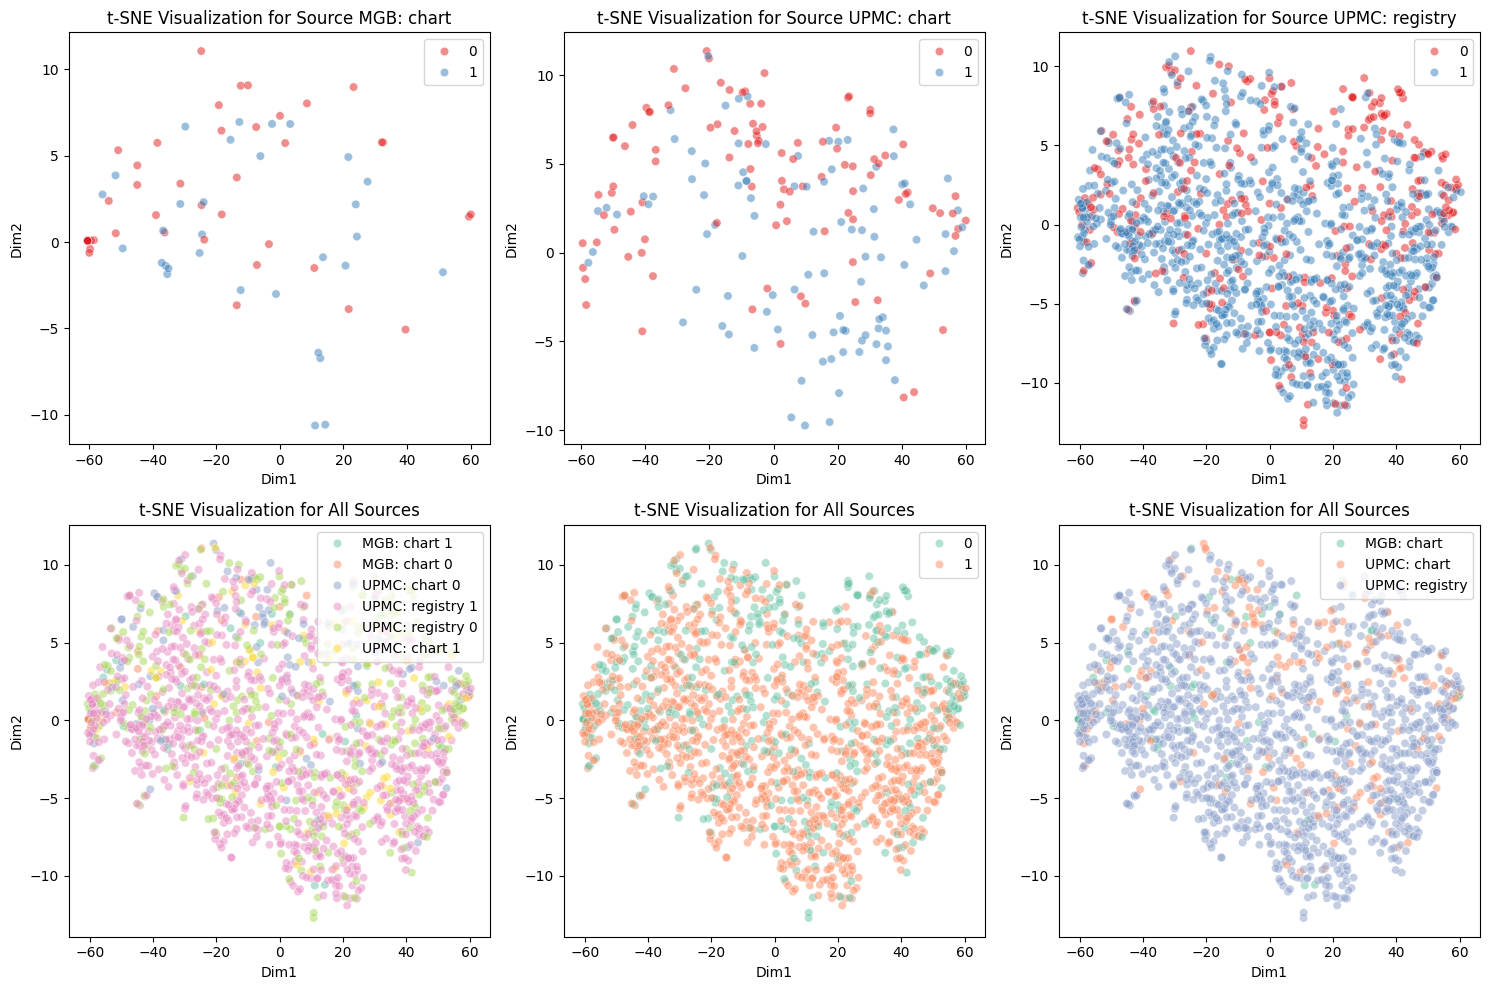 t-SNE Visualization for Source MGB: chart
0
1
10
5
0
−5
−10
Dim2
−60
−40
−20
0
20
40
60
Dim1
t-SNE Visualization for Source UPMC: chart
0
1
10
5
0
−5
−10
Dim2
−60
−40
−20
0
20
40
60
Dim1
t-SNE Visualization for Source UPMC: registry
0
1
10
5
0
−5
−10
Dim2
−60
−40
−20
0
20
40
60
Dim1
t-SNE Visualization for All Sources
MGB: chart 1
MGB: chart 0
UPMC: chart 0
UPMC: registry 1
UPMC: registry 0
UPMC: chart 1
10
5
0
−5
−10
Dim2
−60
−40
−20
0
20
40
60
Dim1
t-SNE Visualization for All Sources
0
1
10
5
0
−5
−10
Dim2
−60
−40
−20
0
20
40
60
Dim1
t-SNE Visualization for All Sources
MGB: chart
UPMC: chart
UPMC: registry
10
5
0
−5
−10
Dim2
−60
−40
−20
0
20
40
60
Dim1